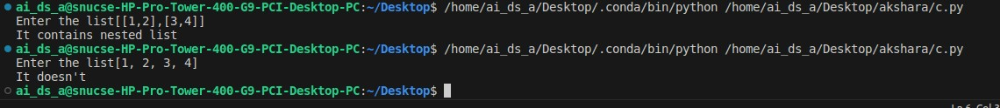 ai_ds_a@snucse-HP-Pro-Tower-400-G9-PCI-Desktop-PC:~/Desktop$ /home/ai_ds_a/Desktop/.conda/bin/python /home/ai_ds_a/Desktop/akshara/c.py
Enter the list[[1,2],[3,4]]
It contains nested list
ai_ds_a@snucse-HP-Pro-Tower-400-G9-PCI-Desktop-PC:~/Desktop$ /home/ai_ds_a/Desktop/.conda/bin/python /home/ai_ds_a/Desktop/akshara/c.py
Enter the list[1, 2, 3, 4]
It doesn't
ai_ds_a@snucse-HP-Pro-Tower-400-G9-PCI-Desktop-PC:~/Desktop$